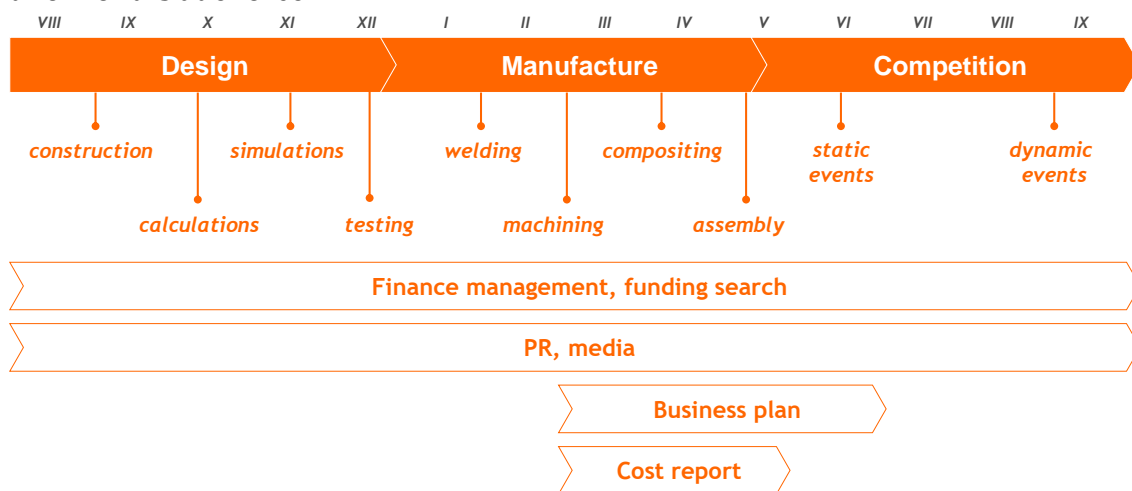 VIII IX X XI XII I II III IV V VI VII VIII IX
Design Manufacture Competition
construction simulations welding compositing static events dynamic events
calculations testing machining assembly
Finance management, funding search
PR, media
Business plan
Cost report